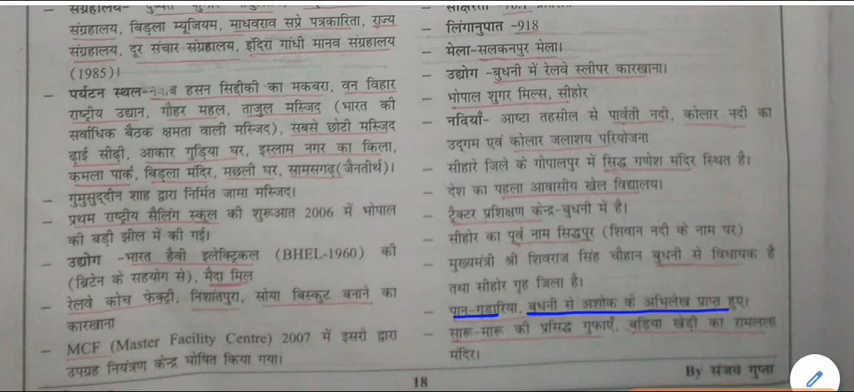 संग्रहालय, बिड़ला म्यूजियम, माधवराव सप्रे पत्रकारिता, राज्य
संग्रहालय, दूर संचार संग्रहालय, इंदिरा गांधी मानव संग्रहालय
(1985)।
– पर्यटन स्थल- हसन सिद्दीकी का मकबरा, वन विहार
राष्ट्रीय उद्यान, गौहर महल, ताजुल मस्जिद (भारत की
सर्वाधिक बैठक क्षमता वाली मस्जिद), सबसे छोटी मस्जिद
ढ़ाई सीढ़ी, आकार गुड़िया घर, इस्लाम नगर का किला,
कमला पार्क, बिड़ला मंदिर, मछली घर, सामसगढ़(जैनतीर्थ)।
– गुमुसुद्दीन शाह द्वारा निर्मित जामा मस्जिद।
– प्रथम राष्ट्रीय सैलिंग स्कूल की शुरूआत 2006 में भोपाल
की बड़ी झील में की गई।
– उद्योग -भारत हैवी इलेक्ट्रिकल (BHEL-1960) की
(ब्रिटेन के सहयोग से), मैदा मिल
– रेलवे कोच फेक्ट्री, निशांतपुरा, सोया बिस्कुट बनाने का
कारखाना
– MCF (Master Facility Centre) 2007 में इसरो द्वारा
उपग्रह नियंत्रण केन्द्र घोषित किया गया।
– लिंगानुपात -918
– मेला-सलकनपुर मेला।
– उद्योग -बुधनी में रेलवे स्लीपर कारखाना।
– भोपाल शुगर मिल्स, सीहोर
– नदियाँ- आष्टा तहसील से पार्वती नदी, कोलार नदी का
उदगम एवं कोलार जलाशय परियोजना
– सीहारे जिले के गोपालपुर में सिद्ध गणेश मंदिर स्थित है।
– देश का पहला आवासीय खेल विद्यालय।
– ट्रैक्टर प्रशिक्षण केन्द्र-बुधनी में है।
– सीहोर का पूर्व नाम सिद्धपुर (शिवान नदी के नाम पर)
– मुख्यमंत्री श्री शिवराज सिंह चौहान बुधनी से विधायक है
तथा सीहोर गृह जिला है।
– पान-गुडारिया, बुधनी से अशोक के अभिलेख प्राप्त हुए।
– सारू-मारू की प्रसिद्ध गुफाएँ, बड़िया खेड़ी का रामलला
मंदिर।
18
By संजय गुप्ता